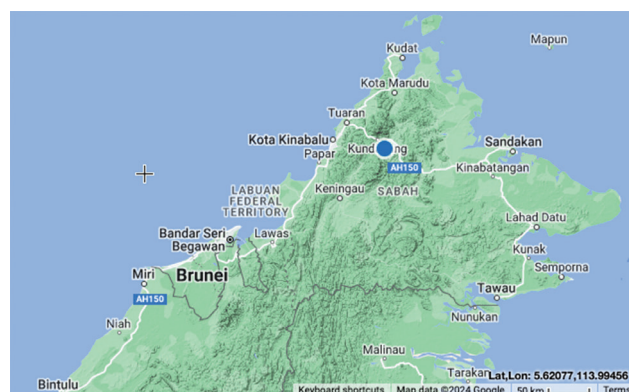 Kudat
Mapun
Kota Marudu
Tuaran
Kota Kinabalu
Papar
Sandakan
Kinabatangan
AH150
LABUAN
FEDERAL
TERRITORY
Keningau
SABAH
Lahad Datu
Bandar Seri
Begawan
Lawas
Kunak
Semporna
Miri
Brunei
AH150
Tawau
Nunukan
Niah
Malinau
Tarakan
Lat,Lon: 5.62077,113.99456
Bintulu
Keyboard shortcuts
Map data ©2024 Google
50 km
Terms